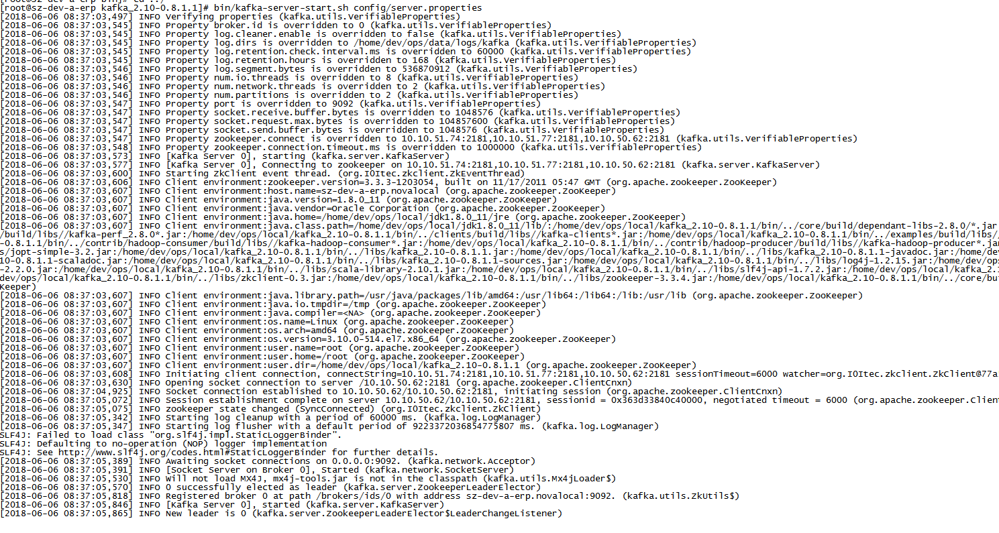 [root@sz-dev-a-erp bin]# cd ../
[root@sz-dev-a-erp kafka_2.10-0.8.1.1]# bin/kafka-server-start.sh config/server.properties
[2018-06-06 08:37:03,497] INFO Verifying properties (kafka.utils.VerifiableProperties)
[2018-06-06 08:37:03,545] INFO Property broker.id is overridden to 0 (kafka.utils.VerifiableProperties)
[2018-06-06 08:37:03,545] INFO Property log.cleaner.enable is overridden to false (kafka.utils.VerifiableProperties)
[2018-06-06 08:37:03,545] INFO Property log.dirs is overridden to /home/dev/ops/data/logs/kafka (kafka.utils.VerifiableProperties)
[2018-06-06 08:37:03,545] INFO Property log.retention.check.interval.ms is overridden to 60000 (kafka.utils.VerifiableProperties)
[2018-06-06 08:37:03,545] INFO Property log.retention.hours is overridden to 168 (kafka.utils.VerifiableProperties)
[2018-06-06 08:37:03,546] INFO Property log.segment.bytes is overridden to 536870912 (kafka.utils.VerifiableProperties)
[2018-06-06 08:37:03,546] INFO Property num.io.threads is overridden to 8 (kafka.utils.VerifiableProperties)
[2018-06-06 08:37:03,546] INFO Property num.network.threads is overridden to 2 (kafka.utils.VerifiableProperties)
[2018-06-06 08:37:03,546] INFO Property num.partitions is overridden to 2 (kafka.utils.VerifiableProperties)
[2018-06-06 08:37:03,547] INFO Property port is overridden to 9092 (kafka.utils.VerifiableProperties)
[2018-06-06 08:37:03,547] INFO Property socket.receive.buffer.bytes is overridden to 1048576 (kafka.utils.VerifiableProperties)
[2018-06-06 08:37:03,547] INFO Property socket.request.max.bytes is overridden to 104857600 (kafka.utils.VerifiableProperties)
[2018-06-06 08:37:03,547] INFO Property socket.send.buffer.bytes is overridden to 1048576 (kafka.utils.VerifiableProperties)
[2018-06-06 08:37:03,547] INFO Property zookeeper.connect is overridden to 10.10.51.74:2181,10.10.51.77:2181,10.10.50.62:2181 (kafka.utils.VerifiableProperties)
[2018-06-06 08:37:03,548] INFO Property zookeeper.connection.timeout.ms is overridden to 1000000 (kafka.utils.VerifiableProperties)
[2018-06-06 08:37:03,573] INFO [Kafka Server 0], starting (kafka.server.KafkaServer)
[2018-06-06 08:37:03,577] INFO [Kafka Server 0], Connecting to zookeeper on 10.10.51.74:2181,10.10.51.77:2181,10.10.50.62:2181 (kafka.server.KafkaServer)
[2018-06-06 08:37:03,600] INFO Starting ZkClient event thread. (org.I0Itec.zkclient.ZkEventThread)
[2018-06-06 08:37:03,606] INFO Client environment:zookeeper.version=3.3.3-1203054, built on 11/17/2011 05:47 GMT (org.apache.zookeeper.ZooKeeper)
[2018-06-06 08:37:03,607] INFO Client environment:host.name=sz-dev-a-erp.novalocal (org.apache.zookeeper.ZooKeeper)
[2018-06-06 08:37:03,607] INFO Client environment:java.version=1.8.0_11 (org.apache.zookeeper.ZooKeeper)
[2018-06-06 08:37:03,607] INFO Client environment:java.vendor=Oracle Corporation (org.apache.zookeeper.ZooKeeper)
[2018-06-06 08:37:03,607] INFO Client environment:java.home=/home/dev/ops/local/jdk1.8.0_11/jre (org.apache.zookeeper.ZooKeeper)
[2018-06-06 08:37:03,607] INFO Client environment:java.class.path=/home/dev/ops/local/jdk1.8.0_11/lib/:/home/dev/ops/local/kafka_2.10-0.8.1.1/bin/../core/build/dependant-libs-2.8.0/*.jar
/build/libs//kafka-perf_2.8.0*.jar:/home/dev/ops/local/kafka_2.10-0.8.1.1/bin/../clients/build/libs//kafka-clients*.jar:/home/dev/ops/local/kafka_2.10-0.8.1.1/bin/../examples/build/libs//
-0.8.1.1/bin/../contrib/hadoop-consumer/build/libs//kafka-hadoop-consumer*.jar:/home/dev/ops/local/kafka_2.10-0.8.1.1/bin/../contrib/hadoop-producer/build/libs//kafka-hadoop-producer*.jar
s/jopt-simple-3.2.jar:/home/dev/ops/local/kafka_2.10-0.8.1.1/bin/../libs/kafka_2.10-0.8.1.1.jar:/home/dev/ops/local/kafka_2.10-0.8.1.1/bin/../libs/kafka_2.10-0.8.1.1-javadoc.jar:/home/dev
10-0.8.1.1-scaladoc.jar:/home/dev/ops/local/kafka_2.10-0.8.1.1/bin/../libs/kafka_2.10-0.8.1.1-sources.jar:/home/dev/ops/local/kafka_2.10-0.8.1.1/bin/../libs/log4j-1.2.15.jar:/home/dev/ops
-2.2.0.jar:/home/dev/ops/local/kafka_2.10-0.8.1.1/bin/../libs/scala-library-2.10.1.jar:/home/dev/ops/local/kafka_2.10-0.8.1.1/bin/../libs/slf4j-api-1.7.2.jar:/home/dev/ops/local/kafka_2.1
dev/ops/local/kafka_2.10-0.8.1.1/bin/../libs/zkclient-0.3.jar:/home/dev/ops/local/kafka_2.10-0.8.1.1/bin/../libs/zookeeper-3.3.4.jar:/home/dev/ops/local/kafka_2.10-0.8.1.1/bin/../core/bui
Keeper)
[2018-06-06 08:37:03,607] INFO Client environment:java.library.path=/usr/java/packages/lib/amd64:/usr/lib64:/lib64:/lib:/usr/lib (org.apache.zookeeper.ZooKeeper)
[2018-06-06 08:37:03,607] INFO Client environment:java.io.tmpdir=/tmp (org.apache.zookeeper.ZooKeeper)
[2018-06-06 08:37:03,607] INFO Client environment:java.compiler=<NA> (org.apache.zookeeper.ZooKeeper)
[2018-06-06 08:37:03,607] INFO Client environment:os.name=Linux (org.apache.zookeeper.ZooKeeper)
[2018-06-06 08:37:03,607] INFO Client environment:os.arch=amd64 (org.apache.zookeeper.ZooKeeper)
[2018-06-06 08:37:03,607] INFO Client environment:os.version=3.10.0-514.el7.x86_64 (org.apache.zookeeper.ZooKeeper)
[2018-06-06 08:37:03,607] INFO Client environment:user.name=root (org.apache.zookeeper.ZooKeeper)
[2018-06-06 08:37:03,607] INFO Client environment:user.home=/root (org.apache.zookeeper.ZooKeeper)
[2018-06-06 08:37:03,607] INFO Client environment:user.dir=/home/dev/ops/local/kafka_2.10-0.8.1.1 (org.apache.zookeeper.ZooKeeper)
[2018-06-06 08:37:03,608] INFO Initiating client connection, connectString=10.10.51.74:2181,10.10.51.77:2181,10.10.50.62:2181 sessionTimeout=6000 watcher=org.I0Itec.zkclient.ZkClient@77a
[2018-06-06 08:37:03,630] INFO Opening socket connection to server /10.10.50.62:2181 (org.apache.zookeeper.ClientCnxn)
[2018-06-06 08:37:04,925] INFO Socket connection established to 10.10.50.62/10.10.50.62:2181, initiating session (org.apache.zookeeper.ClientCnxn)
[2018-06-06 08:37:05,072] INFO Session establishment complete on server 10.10.50.62/10.10.50.62:2181, sessionid = 0x363d33840c40000, negotiated timeout = 6000 (org.apache.zookeeper.Clien
[2018-06-06 08:37:05,075] INFO zookeeper state changed (SyncConnected) (org.I0Itec.zkclient.ZkClient)
[2018-06-06 08:37:05,342] INFO Starting log cleanup with a period of 60000 ms. (kafka.log.LogManager)
[2018-06-06 08:37:05,347] INFO Starting log flusher with a default period of 9223372036854775807 ms. (kafka.log.LogManager)
SLF4J: Failed to load class "org.slf4j.impl.StaticLoggerBinder".
SLF4J: Defaulting to no-operation (NOP) logger implementation
SLF4J: See http://www.slf4j.org/codes.html#StaticLoggerBinder for further details.
[2018-06-06 08:37:05,389] INFO Awaiting socket connections on 0.0.0.0:9092. (kafka.network.Acceptor)
[2018-06-06 08:37:05,391] INFO [Socket Server on Broker 0], Started (kafka.network.SocketServer)
[2018-06-06 08:37:05,530] INFO Will not load MX4J, mx4j-tools.jar is not in the classpath (kafka.utils.Mx4jLoader$)
[2018-06-06 08:37:05,570] INFO 0 successfully elected as leader (kafka.server.ZookeeperLeaderElector)
[2018-06-06 08:37:05,818] INFO Registered broker 0 at path /brokers/ids/0 with address sz-dev-a-erp.novalocal:9092. (kafka.utils.ZkUtils$)
[2018-06-06 08:37:05,846] INFO [Kafka Server 0], started (kafka.server.KafkaServer)
[2018-06-06 08:37:05,865] INFO New leader is 0 (kafka.server.ZookeeperLeaderElector$LeaderChangeListener)